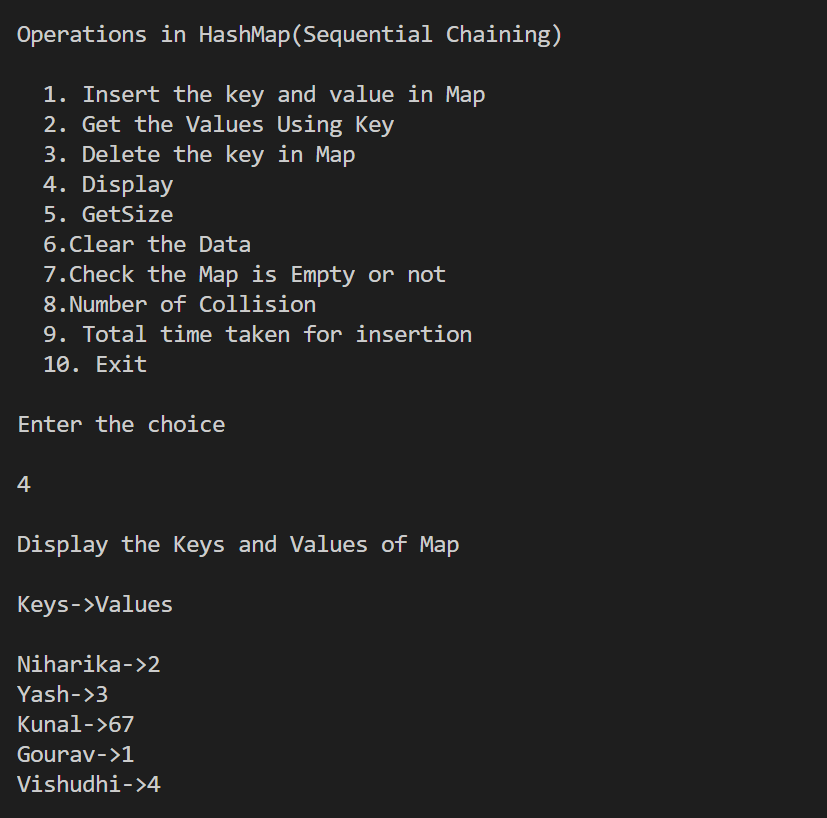 Operations in HashMap(Sequential Chaining)
1. Insert the key and value in Map
2. Get the Values Using Key
3. Delete the key in Map
4. Display
5. GetSize
6.Clear the Data
7.Check the Map is Empty or not
8.Number of Collision
9. Total time taken for insertion
10. Exit
Enter the choice
4
Display the Keys and Values of Map
Keys->Values
Niharika->2
Yash->3
Kunal->67
Gourav->1
Vishudhi->4